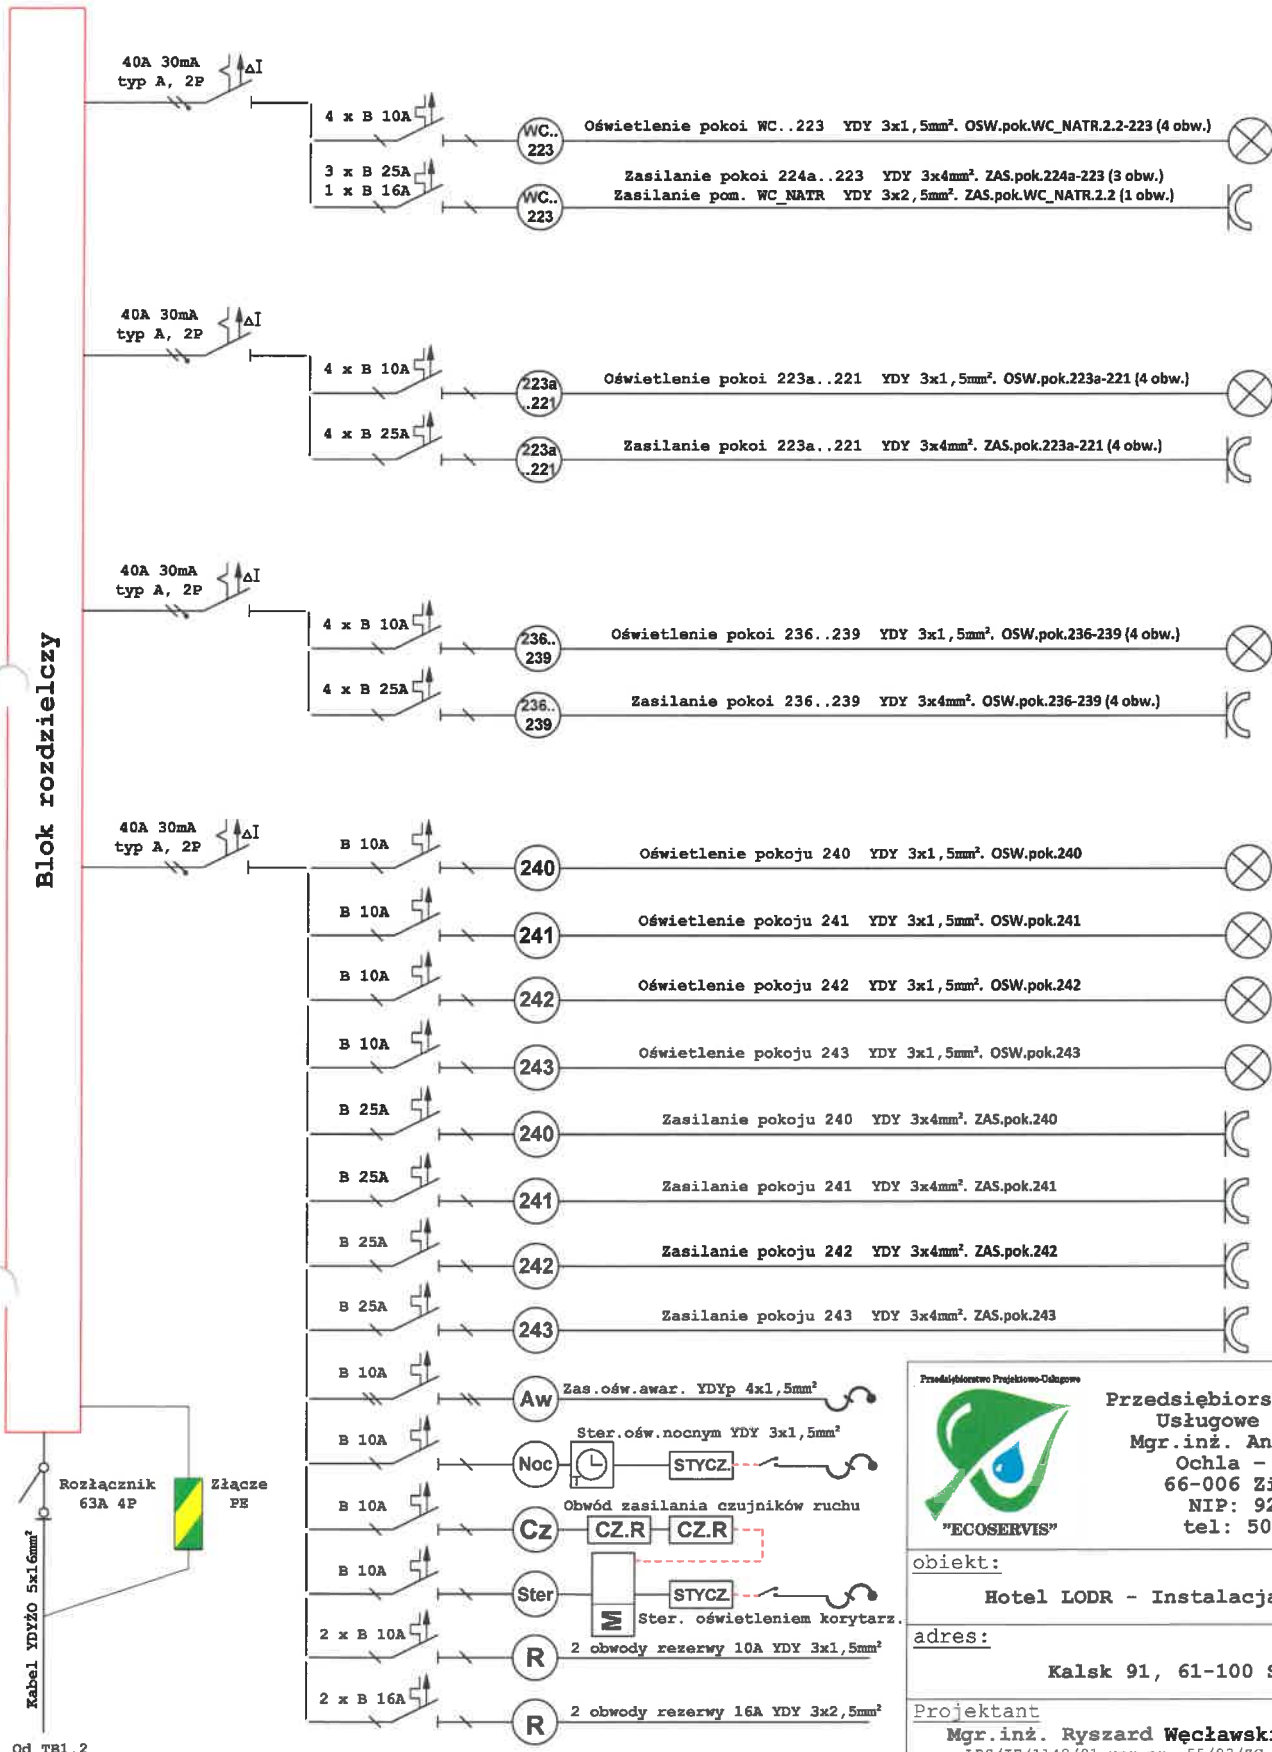 40A 30mA
typ A, 2P
ΔI
4 x B 10A
WC..
223
Oświetlenie pokoi WC..223 YDY 3x1,5mm². OSW.pok.WC_NATR.2.2-223 (4 obw.)
3 x B 25A
1 x B 16A
WC..
223
Zasilanie pokoi 224a..223 YDY 3x4mm². ZAS.pok.224a-223 (3 obw.)
Zasilanie pom. WC_NATR YDY 3x2,5mm². ZAS.pok.WC_NATR.2.2 (1 obw.)
40A 30mA
typ A, 2P
ΔI
4 x B 10A
223a
..221
Oświetlenie pokoi 223a..221 YDY 3x1,5mm². OSW.pok.223a-221 (4 obw.)
4 x B 25A
223a
..221
Zasilanie pokoi 223a..221 YDY 3x4mm². ZAS.pok.223a-221 (4 obw.)
40A 30mA
typ A, 2P
ΔI
4 x B 10A
236..
239
Oświetlenie pokoi 236..239 YDY 3x1,5mm². OSW.pok.236-239 (4 obw.)
4 x B 25A
236..
239
Zasilanie pokoi 236..239 YDY 3x4mm². OSW.pok.236-239 (4 obw.)
Blok rozdzielczy
40A 30mA
typ A, 2P
ΔI
B 10A
240
Oświetlenie pokoju 240 YDY 3x1,5mm². OSW.pok.240
B 10A
241
Oświetlenie pokoju 241 YDY 3x1,5mm². OSW.pok.241
B 10A
242
Oświetlenie pokoju 242 YDY 3x1,5mm². OSW.pok.242
B 10A
243
Oświetlenie pokoju 243 YDY 3x1,5mm². OSW.pok.243
B 25A
240
Zasilanie pokoju 240 YDY 3x4mm². ZAS.pok.240
B 25A
241
Zasilanie pokoju 241 YDY 3x4mm². ZAS.pok.241
B 25A
242
Zasilanie pokoju 242 YDY 3x4mm². ZAS.pok.242
B 25A
243
Zasilanie pokoju 243 YDY 3x4mm². ZAS.pok.243
B 10A
Aw
Zas.ośw.awar. YDYp 4x1,5mm²
B 10A
Noc
T
Ster.ośw.nocnym YDY 3x1,5mm²
STYCZ.
B 10A
Cz
Obwód zasilania czujników ruchu
CZ.R
CZ.R
B 10A
Ster
M
STYCZ.
Ster. oświetleniem korytarz.
2 x B 10A
R
2 obwody rezerwy 10A YDY 3x1,5mm²
2 x B 16A
R
2 obwody rezerwy 16A YDY 3x2,5mm²
Rozłącznik
63A 4P
Złącze
PE
Kabel YDYŻO 5x16mm²
Od TB1.2
Przedsiębiorstwo Projektowo-Usługowe
"ECOSERVIS"
Przedsiębiors
Usługowe
Mgr.inż. An
Ochla –
66-006 Zi
NIP: 92
tel: 50
obiekt:
Hotel LODR – Instalacja
adres:
Kalsk 91, 61-100 S
Projektant
Mgr.inż. Ryszard Węcławski